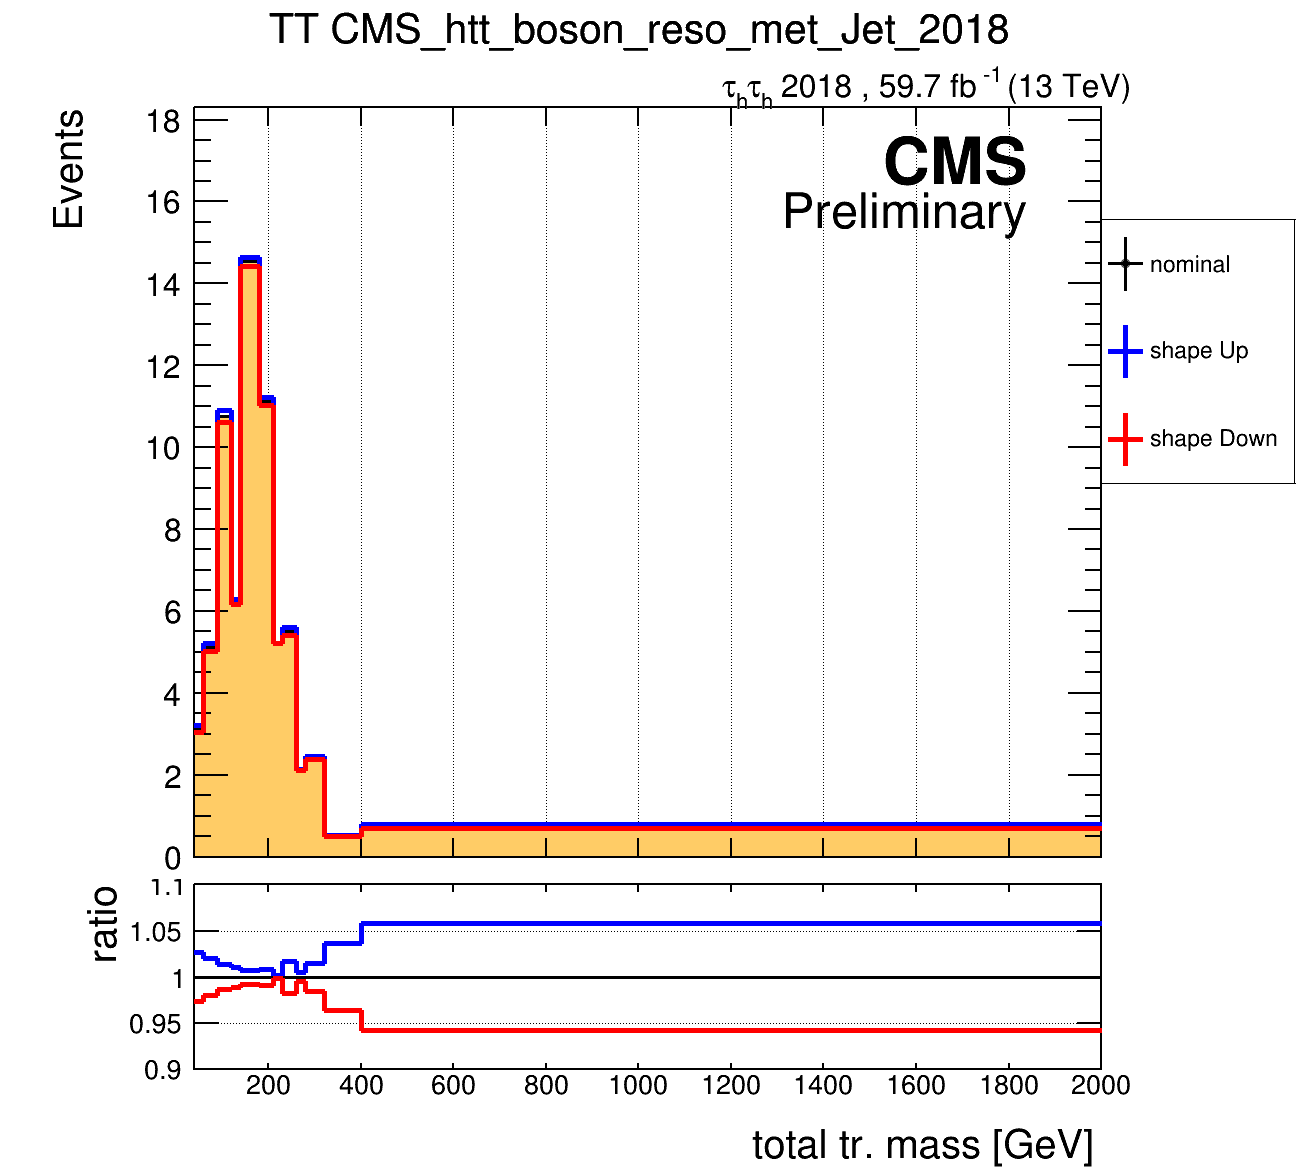 TT CMS_htt_boson_reso_met_Jet_2018
τhτh 2018 , 59.7 fb -1 (13 TeV)
Events
18
16
14
12
10
8
6
4
2
0
CMS
Preliminary
nominal
shape Up
shape Down
ratio
1.1
1.05
1
0.95
0.9
200 400 600 800 1000 1200 1400 1600 1800 2000
total tr. mass [GeV]